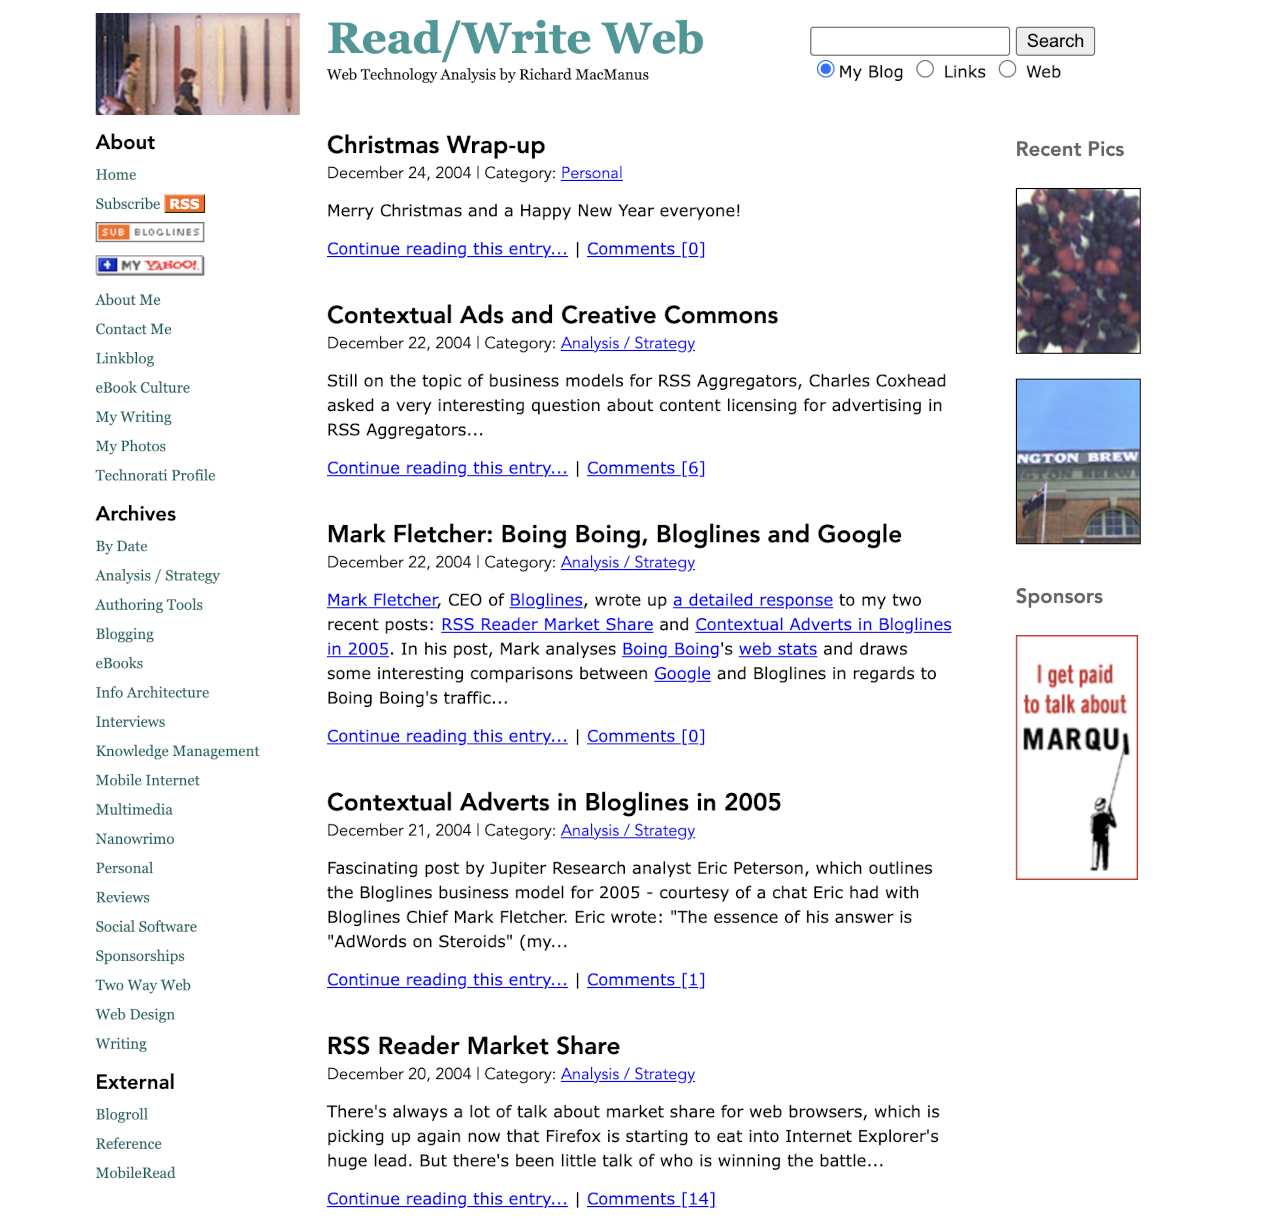 Read/Write Web
Web Technology Analysis by Richard MacManus
Search
My Blog Links Web
About
Home
Subscribe RSS
SUB BLOGLINES
+ MY YAHOO!
About Me
Contact Me
Linkblog
eBook Culture
My Writing
My Photos
Technorati Profile
Archives
By Date
Analysis / Strategy
Authoring Tools
Blogging
eBooks
Info Architecture
Interviews
Knowledge Management
Mobile Internet
Multimedia
Nanowrimo
Personal
Reviews
Social Software
Sponsorships
Two Way Web
Web Design
Writing
External
Blogroll
Reference
MobileRead
Christmas Wrap-up
December 24, 2004 | Category: Personal
Merry Christmas and a Happy New Year everyone!
Continue reading this entry... | Comments [0]
Contextual Ads and Creative Commons
December 22, 2004 | Category: Analysis / Strategy
Still on the topic of business models for RSS Aggregators, Charles Coxhead
asked a very interesting question about content licensing for advertising in
RSS Aggregators...
Continue reading this entry... | Comments [6]
Mark Fletcher: Boing Boing, Bloglines and Google
December 22, 2004 | Category: Analysis / Strategy
Mark Fletcher, CEO of Bloglines, wrote up a detailed response to my two
recent posts: RSS Reader Market Share and Contextual Adverts in Bloglines
in 2005. In his post, Mark analyses Boing Boing's web stats and draws
some interesting comparisons between Google and Bloglines in regards to
Boing Boing's traffic...
Continue reading this entry... | Comments [0]
Contextual Adverts in Bloglines in 2005
December 21, 2004 | Category: Analysis / Strategy
Fascinating post by Jupiter Research analyst Eric Peterson, which outlines
the Bloglines business model for 2005 - courtesy of a chat Eric had with
Bloglines Chief Mark Fletcher. Eric wrote: "The essence of his answer is
"AdWords on Steroids" (my...
Continue reading this entry... | Comments [1]
RSS Reader Market Share
December 20, 2004 | Category: Analysis / Strategy
There's always a lot of talk about market share for web browsers, which is
picking up again now that Firefox is starting to eat into Internet Explorer's
huge lead. But there's been little talk of who is winning the battle...
Continue reading this entry... | Comments [14]
Recent Pics
NGTON BREW
Sponsors
I get paid
to talk about
MARQUI